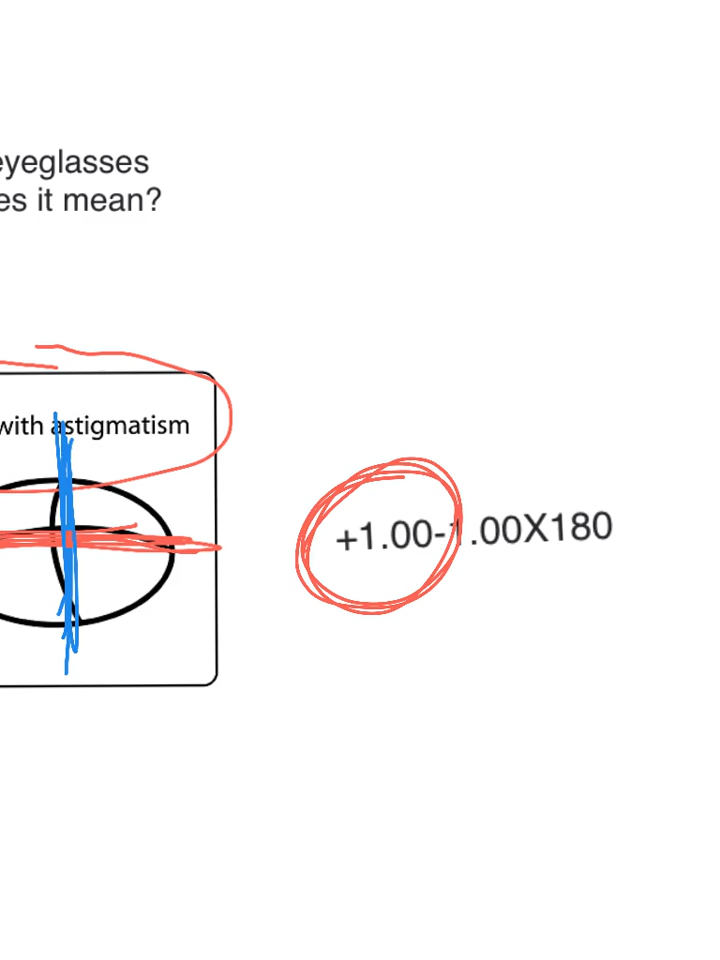 eyeglasses
es it mean?
with astigmatism
+1.00-1.00X180